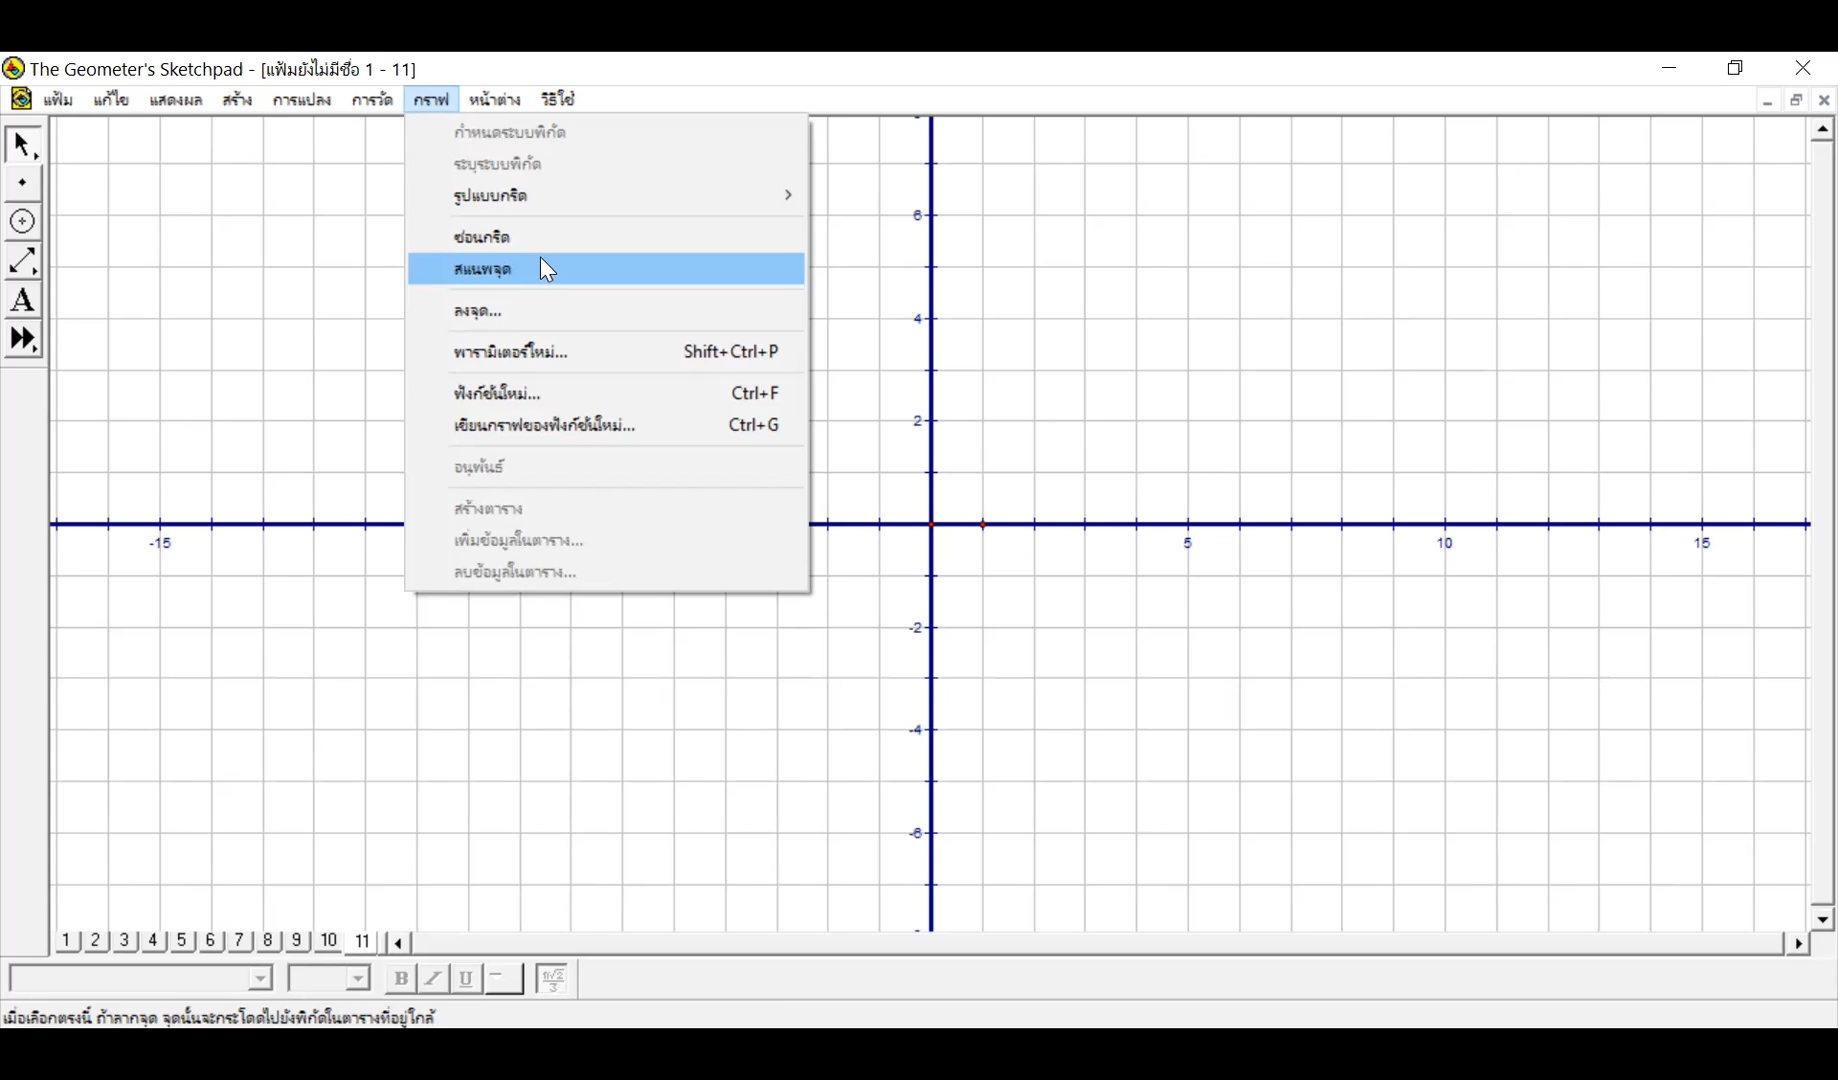 The Geometer's Sketchpad - [แฟ้มยังไม่มีชื่อ 1 - 11]
แฟ้ม แก้ไข แสดงผล สร้าง การแปลง การวัด กราฟ หน้าต่าง วิธีใช้
กำหนดระบบพิกัด
ระบุระบบพิกัด
รูปแบบกริด
ซ่อนกริด
สแนพจุด
ลงจุด...
พารามิเตอร์ใหม่... Shift+Ctrl+P
ฟังก์ชันใหม่... Ctrl+F
เขียนกราฟของฟังก์ชันใหม่... Ctrl+G
อนุพันธ์
สร้างตาราง
เพิ่มข้อมูลในตาราง...
ลบข้อมูลในตาราง...
A
6
4
2
-15 5 10 15
-2
-4
-6
1 2 3 4 5 6 7 8 9 10 11
B I U
เมื่อเลือกตรงนี้ ถ้าลากจุด จุดนั้นจะกระโดดไปยังพิกัดในตารางที่อยู่ใกล้